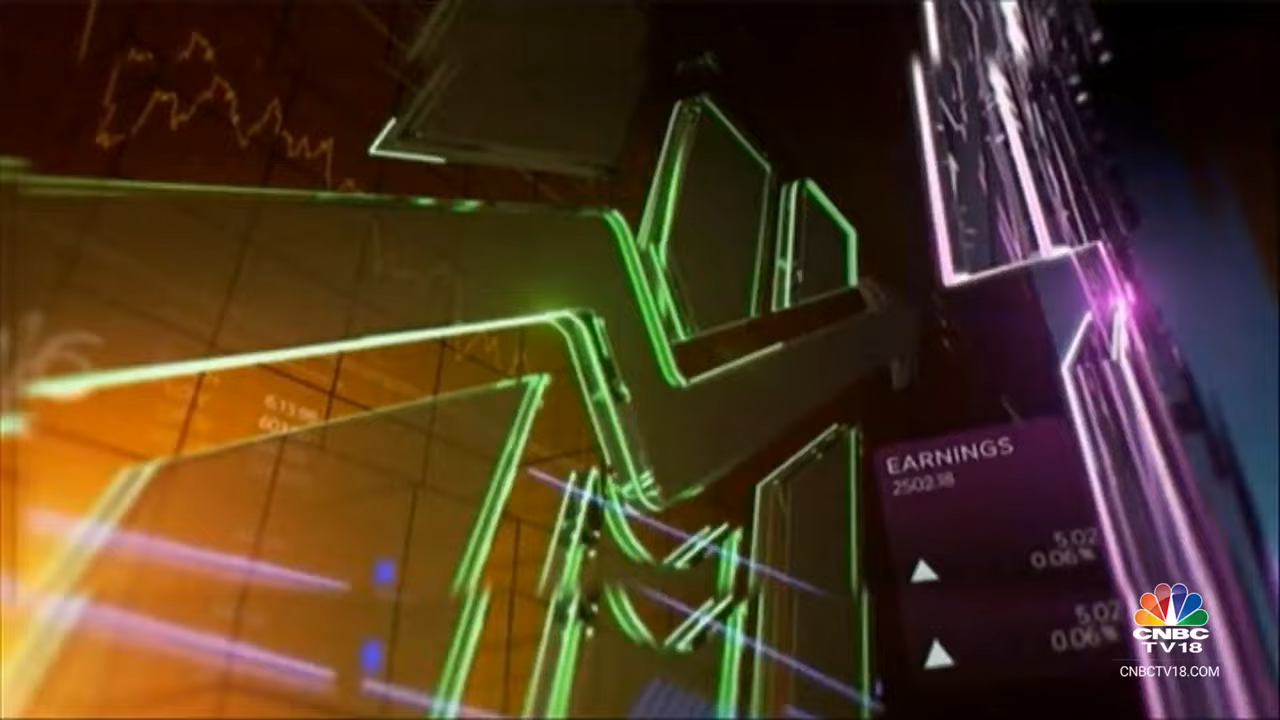 EARNINGS
2502.18
5.02
0.06%
5.02
0.06%
CNBC
TV18
CNBCTV18.COM